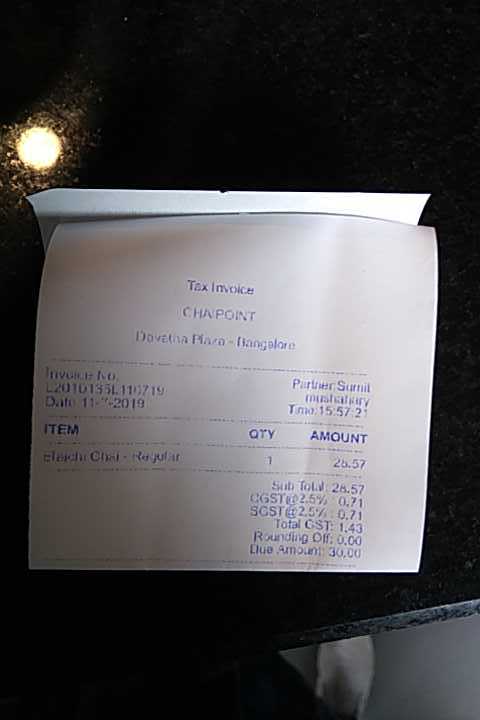 Tax Invoice
CHAIPOINT
Devatha Plaza - Bangalore
Invoice No.
Partner Sumit
mushahary
Date: 11-7-2019
Time: 15:57:21
ITEM QTY AMOUNT
Elaichi Chai - Regular 1 28.57
Sub Total: 28.57
CGST@2.5% : 0.71
SGST@2.5% : 0.71
Total GST: 1.43
Rounding Off: 0.00
Due Amount: 30.00